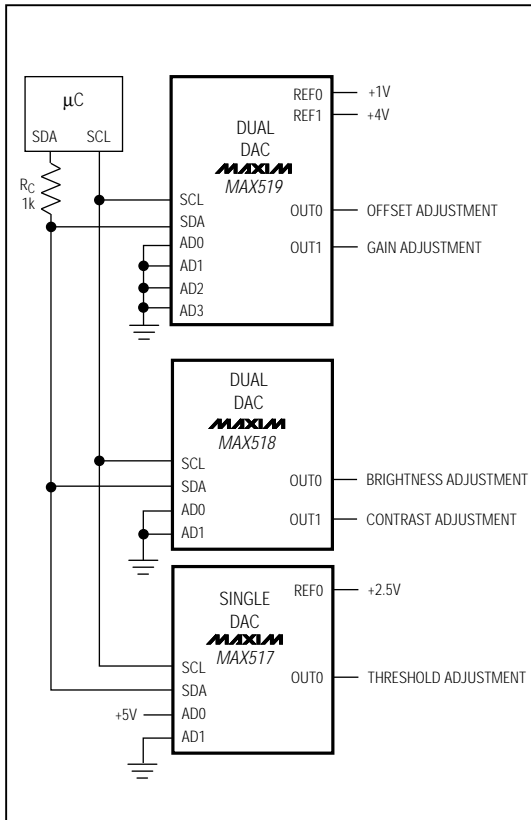 μC
SDA SCL
RC
1k
DUAL
DAC
MAXIM
MAX519
REF0
+1V
REF1
+4V
SCL
SDA
AD0
AD1
AD2
AD3
OUT0
OFFSET ADJUSTMENT
OUT1
GAIN ADJUSTMENT
DUAL
DAC
MAXIM
MAX518
SCL
SDA
AD0
AD1
OUT0
BRIGHTNESS ADJUSTMENT
OUT1
CONTRAST ADJUSTMENT
SINGLE
DAC
MAXIM
MAX517
REF0
+2.5V
SCL
SDA
+5V
AD0
AD1
OUT0
THRESHOLD ADJUSTMENT